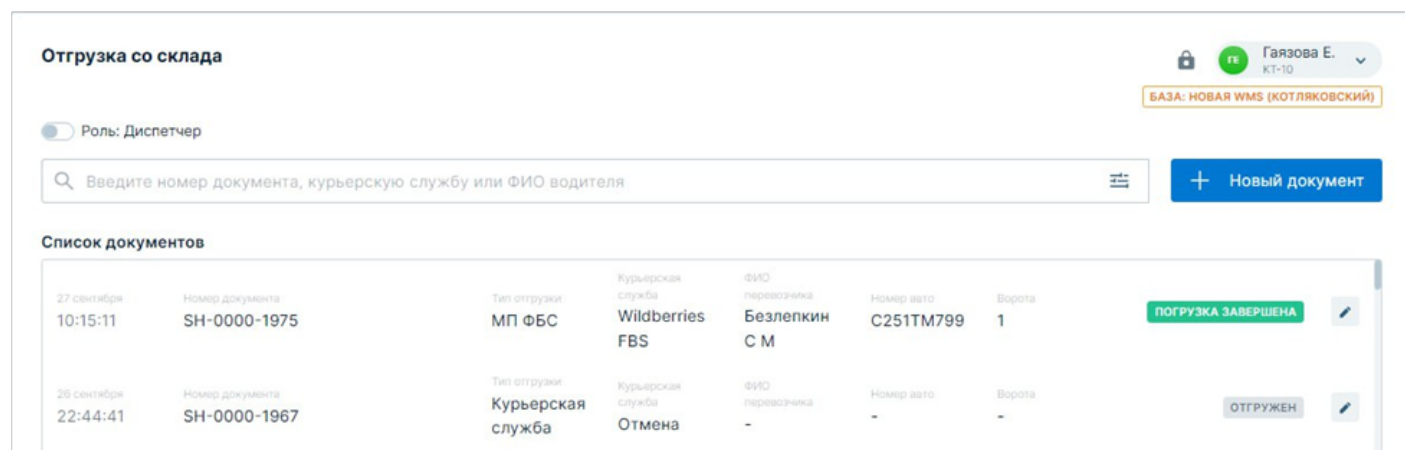 Отгрузка со склада
ГЕ
Гаязова Е.
КТ-10
БАЗА: НОВАЯ WMS (КОТЛЯКОВСКИЙ)
Роль: Диспетчер
Введите номер документа, курьерскую службу или ФИО водителя
Новый документ
Список документов
27 сентября
10:15:11
Номер документа
SH-0000-1975
Тип отгрузки
МП ФБС
Курьерская
служба
Wildberries
FBS
ФИО
перевозчика
Безлепкин
С М
Номер авто
С251ТМ799
Ворота
1
ПОГРУЗКА ЗАВЕРШЕНА
26 сентября
22:44:41
Номер документа
SH-0000-1967
Тип отгрузки
Курьерская
служба
Курьерская
служба
Отмена
ФИО
перевозчика
-
Номер авто
-
Ворота
-
ОТГРУЖЕН